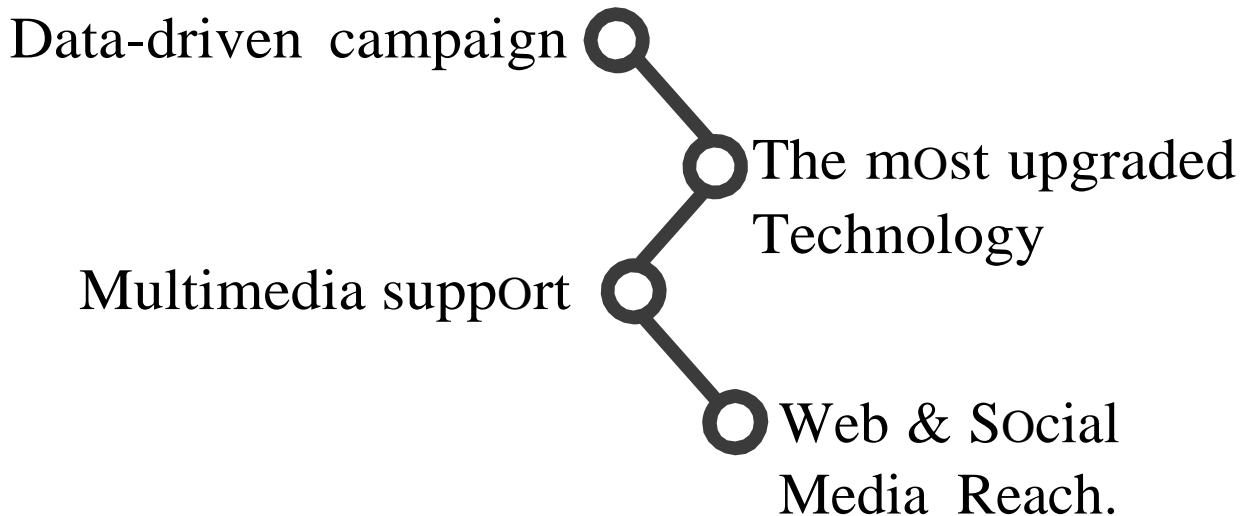 Data-driven campaign
The mOst upgraded
Technology
Multimedia suppOrt
Web & SOcial
Media Reach.